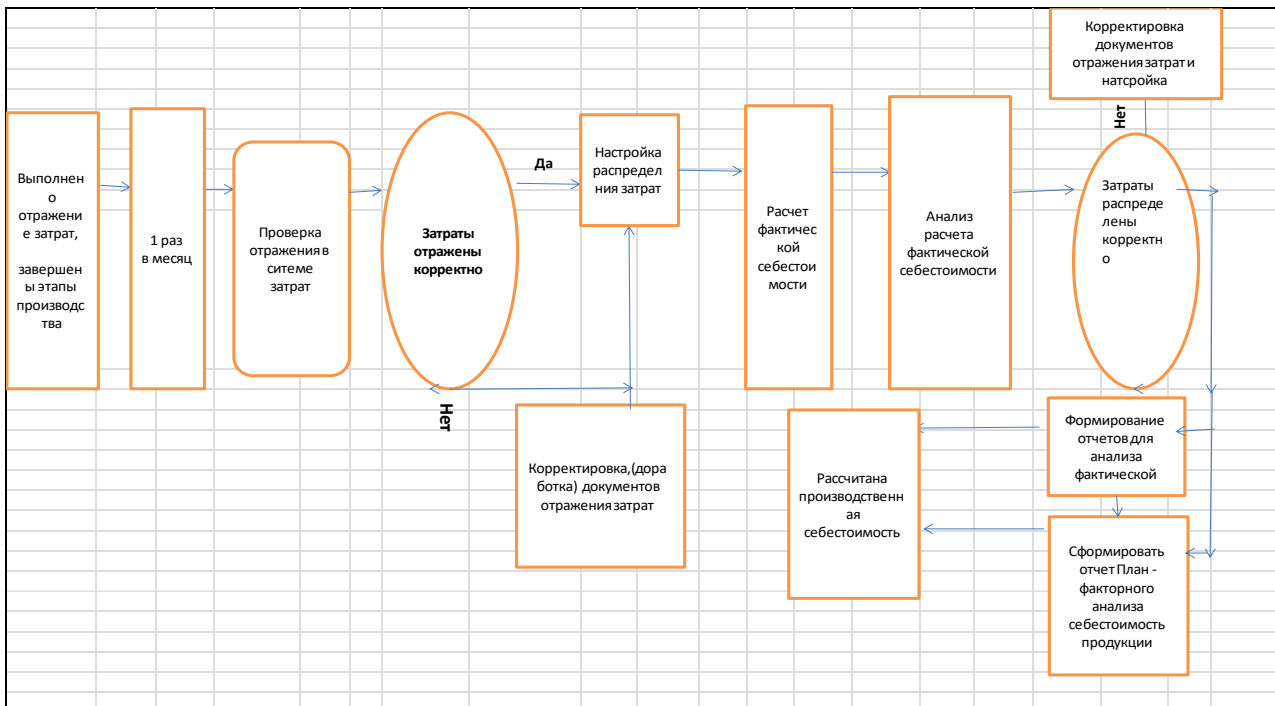 Выполнен
о
отражени
е затрат,
завершен
ы этапы
производс
тва
1 раз
в месяц
Проверка
отражения в
ситеме
затрат
Затраты
отражены
корректно
Да
Нет
Настройка
распредел
ния затрат
Корректировка,(дора
ботка) документов
отражения затрат
Расчет
фактичес
кой
себестои
мости
Анализ
расчета
фактической
себестоимости
Корректировка
документов
отражения затрат и
натсройка
Нет
Затраты
распреде
лены
корректн
о
Формирование
отчетов для
анализа
фактической
Рассчитана
производственн
ая
себестоимость
Сформировать
отчет План -
факторного
анализа
себестоимость
продукции